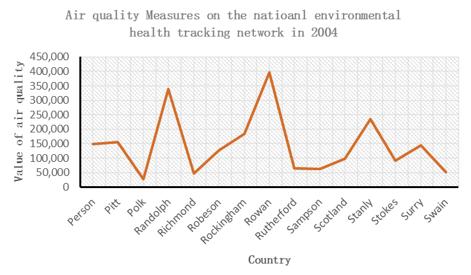 Air quality Measures on the natioanl environmental
health tracking network in 2004
Value of air quality
450,000
400,000
350,000
300,000
250,000
200,000
150,000
100,000
50,000
0
Person
Pitt
Polk
Randolph
Richmond
Robeson
Rockingham
Rowan
Rutherford
Sampson
Scotland
Stanly
Stokes
Surry
Swain
Country